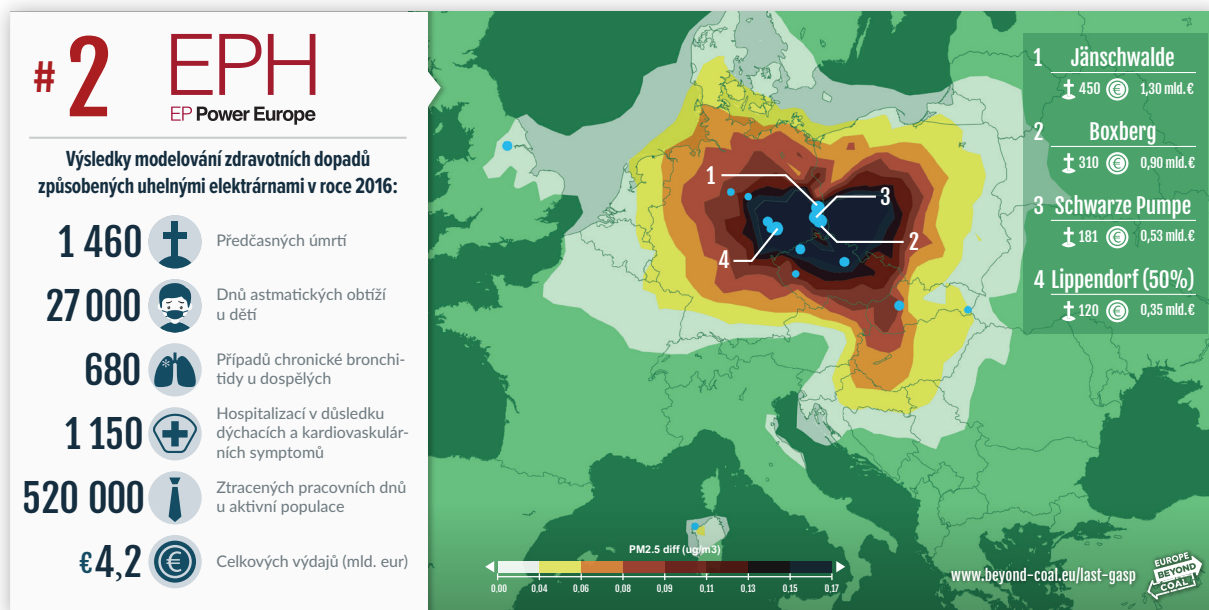 #2
EPH
EP Power Europe
Výsledky modelování zdravotních dopadů
způsobených uhelnými elektrárnami v roce 2016:
1 460
Předčasných úmrtí
27 000
Dnů astmatických obtíží
u dětí
680
Případů chronické bronchi-
tidy u dospělých
1 150
Hospitalizací v důsledku
dýchacích a kardiovaskulár-
ních symptomů
520 000
Ztracených pracovních dnů
u aktivní populace
€4,2
Celkových výdajů (mld. eur)
1
3
2
4
1 Jänschwalde
450 € 1,30 mld.€
2 Boxberg
310 € 0,90 mld.€
3 Schwarze Pumpe
181 € 0,53 mld.€
4 Lippendorf (50%)
120 € 0,35 mld.€
PM2.5 diff (ug/m3)
0,00 0,04 0,06 0,08 0,09 0,11 0,13 0,15 0,17
www.beyond-coal.eu/last-gasp
EUROPE
BEYOND
COAL